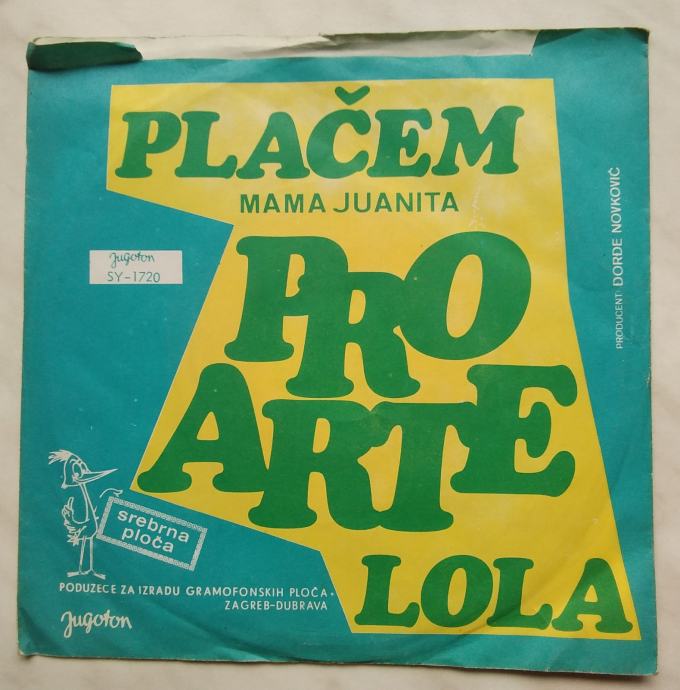 PLAČEM
MAMA JUANITA
PRO
ARTE
LOLA
Jugoton
SY-1720
PRODUCENT: ĐORĐE NOVKOVIĆ
srebrna
ploča
PODUZEĆE ZA IZRADU GRAMOFONSKIH PLOČA •
ZAGREB-DUBRAVA
Jugoton